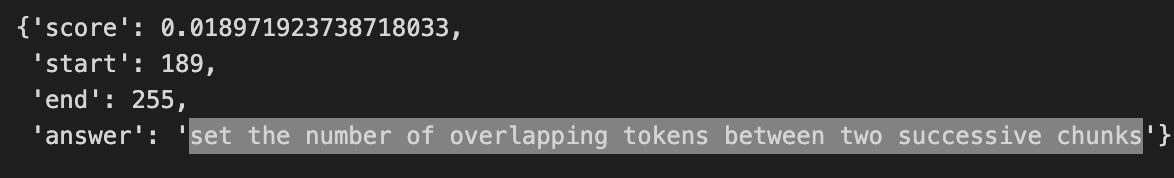 {'score': 0.018971923738718033,
'start': 189,
'end': 255,
'answer': 'set the number of overlapping tokens between two successive chunks'}